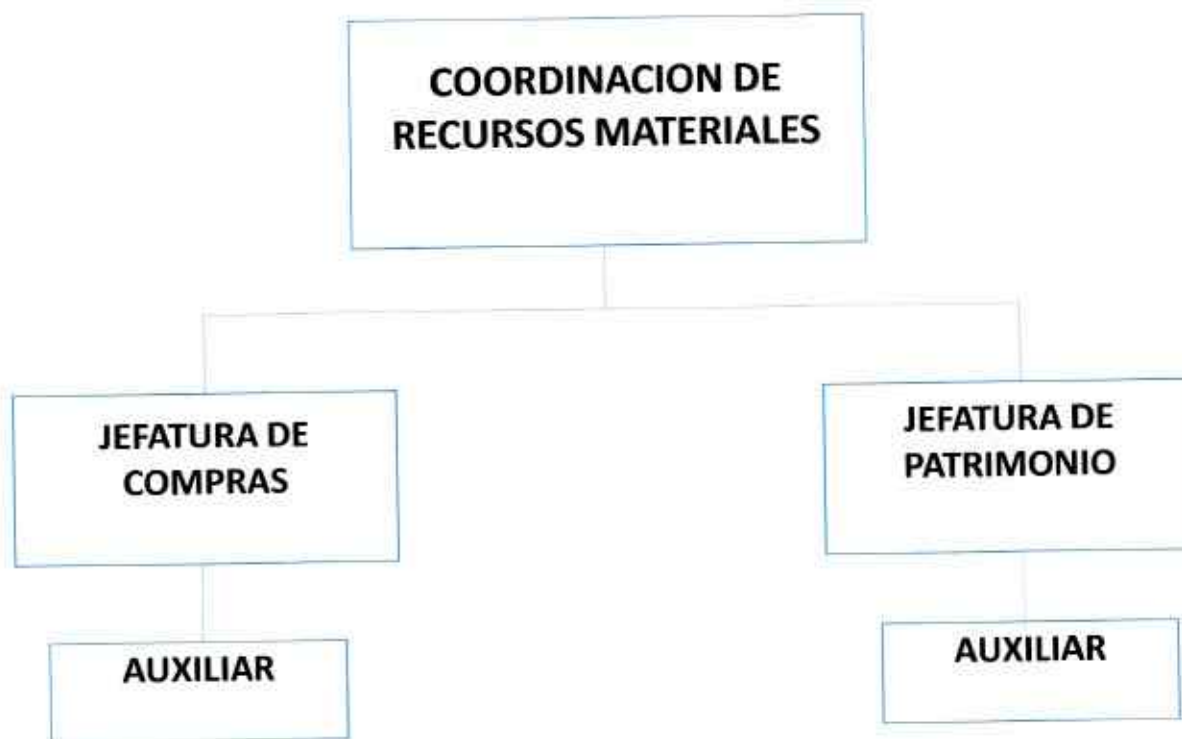 COORDINACION DE
RECURSOS MATERIALES
JEFATURA DE
COMPRAS
JEFATURA DE
PATRIMONIO
AUXILIAR
AUXILIAR